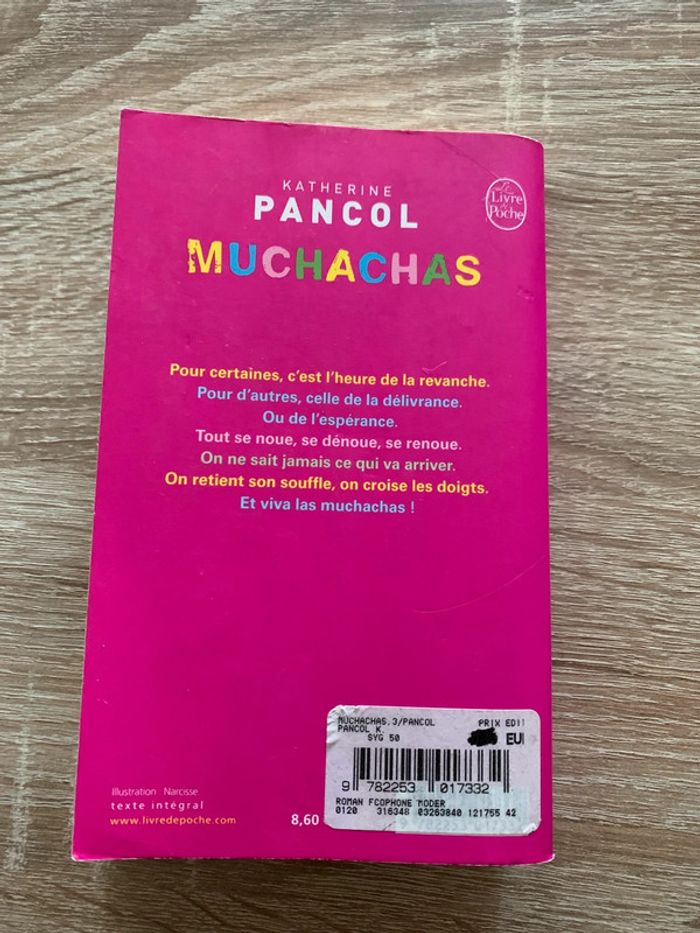 KATHERINE
PANCOL
MUCHACHAS
Le
Livre
de
Poche
Pour certaines, c'est l'heure de la revanche.
Pour d'autres, celle de la délivrance.
Ou de l'espérance.
Tout se noue, se dénoue, se renoue.
On ne sait jamais ce qui va arriver.
On retient son souffle, on croise les doigts.
Et viva las muchachas !
MUCHACHAS.3/PANCOL PRIX EDIT
PANCOL K.
SYG 50 EU
9 782253 017332
ROMAN FCOPHONE MODER
0120 316348 03263840 121755 42
Illustration : Narcisse.
texte intégral
www.livredepoche.com
8,60